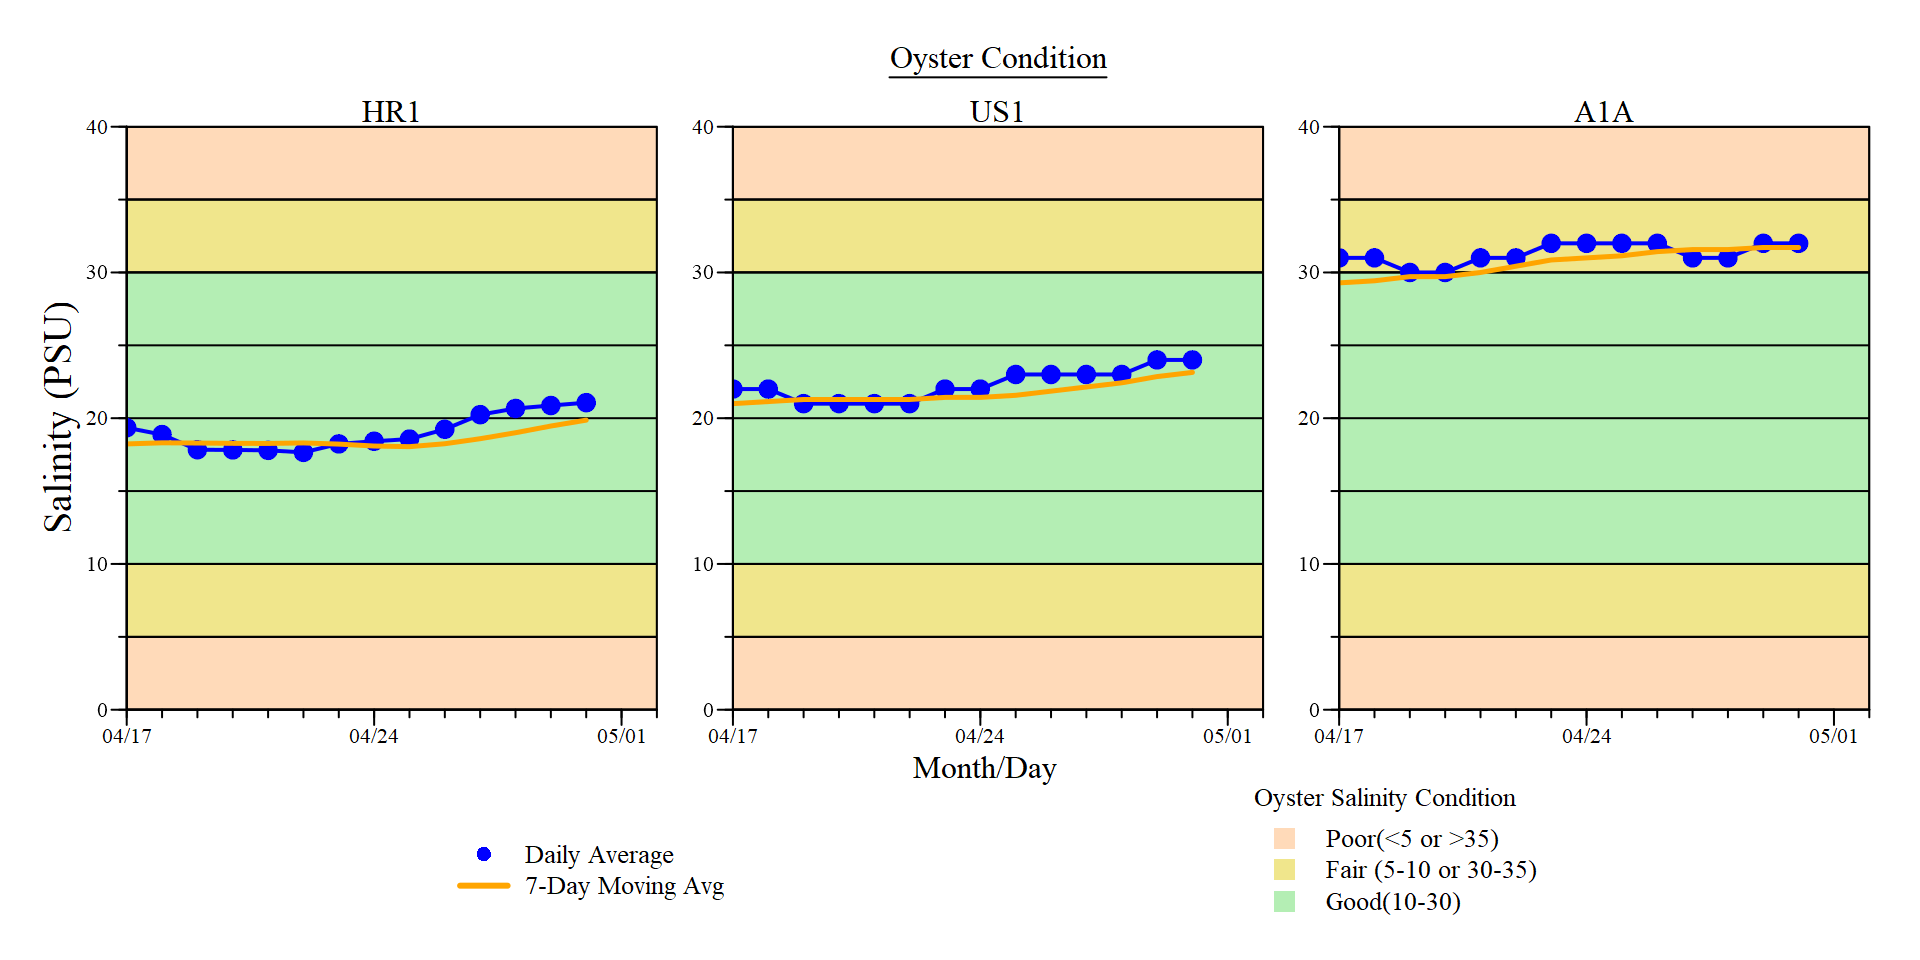 Oyster Condition
HR1
US1
A1A
40
30
20
10
0
40
30
20
10
0
40
30
20
10
0
Salinity (PSU)
04/17
04/24
05/01
04/17
04/24
05/01
04/17
04/24
05/01
Month/Day
Daily Average
7-Day Moving Avg
Oyster Salinity Condition
Poor(<5 or >35)
Fair (5-10 or 30-35)
Good(10-30)